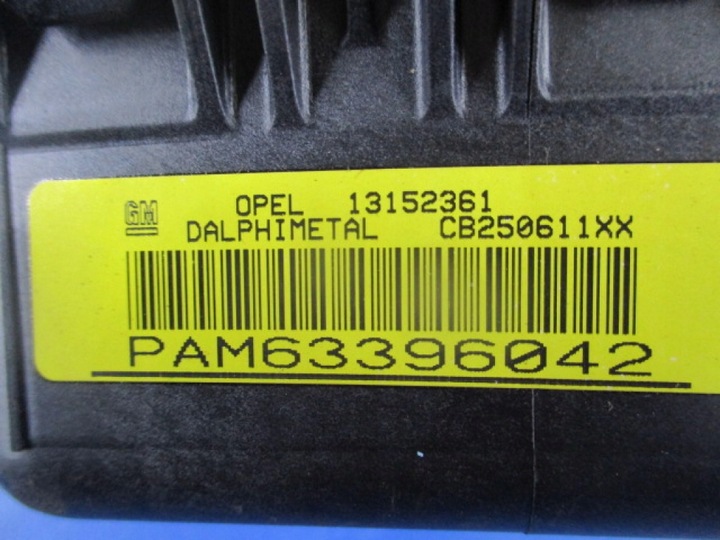 GM OPEL 13152361
DALPHIMETAL CB250611XX
PAM63396042